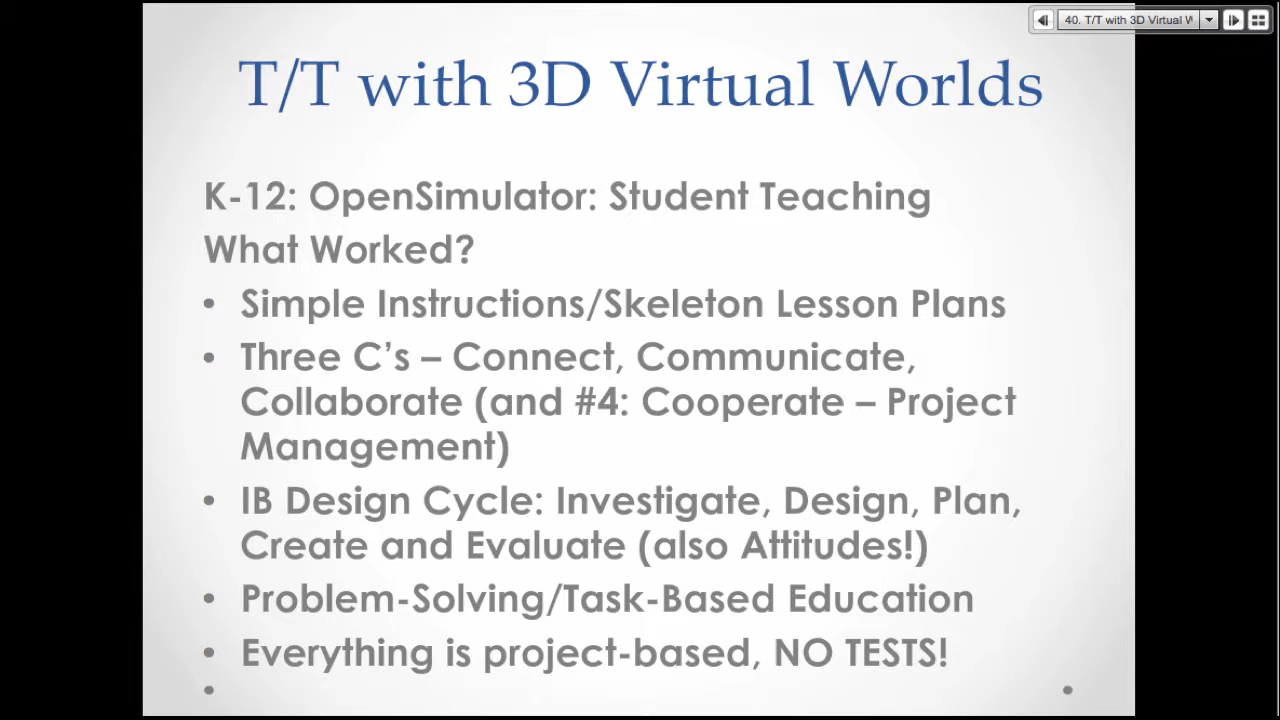 40. T/T with 3D Virtual W
T/T with 3D Virtual Worlds
K-12: OpenSimulator: Student Teaching
What Worked?
• Simple Instructions/Skeleton Lesson Plans
• Three C’s – Connect, Communicate,
Collaborate (and #4: Cooperate – Project
Management)
• IB Design Cycle: Investigate, Design, Plan,
Create and Evaluate (also Attitudes!)
• Problem-Solving/Task-Based Education
• Everything is project-based, NO TESTS!